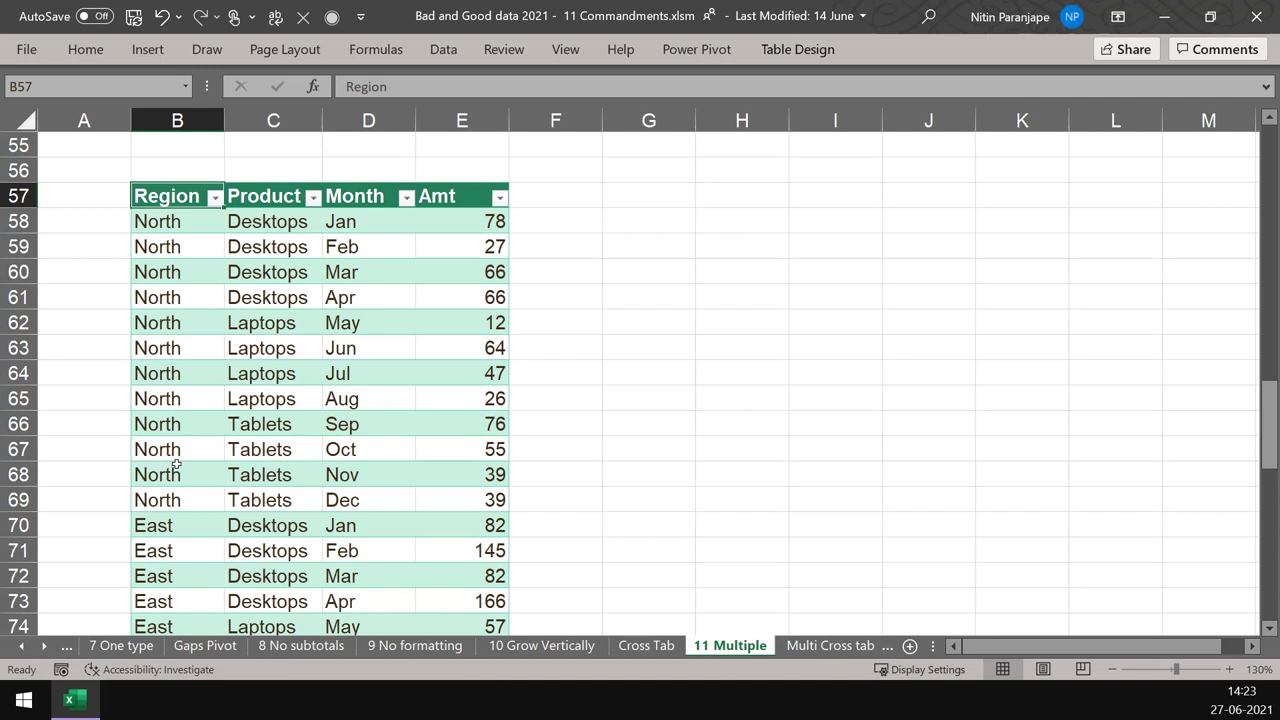 AutoSave Off Bad and Good data 2021 - 11 Commandments.xlsm Last Modified: 14 June Nitin Paranjape NP
File Home Insert Draw Page Layout Formulas Data Review View Help Power Pivot Table Design Share Comments
B57 fx Region
A B C D E F G H I J K L M
55
56
57 Region Product Month Amt
58 North Desktops Jan 78
59 North Desktops Feb 27
60 North Desktops Mar 66
61 North Desktops Apr 66
62 North Laptops May 12
63 North Laptops Jun 64
64 North Laptops Jul 47
65 North Laptops Aug 26
66 North Tablets Sep 76
67 North Tablets Oct 55
68 North Tablets Nov 39
69 North Tablets Dec 39
70 East Desktops Jan 82
71 East Desktops Feb 145
72 East Desktops Mar 82
73 East Desktops Apr 166
74 East Laptops May 57
... 7 One type Gaps Pivot 8 No subtotals 9 No formatting 10 Grow Vertically Cross Tab 11 Multiple Multi Cross tab ...
Ready Accessibility: Investigate Display Settings 130%
14:23
27-06-2021